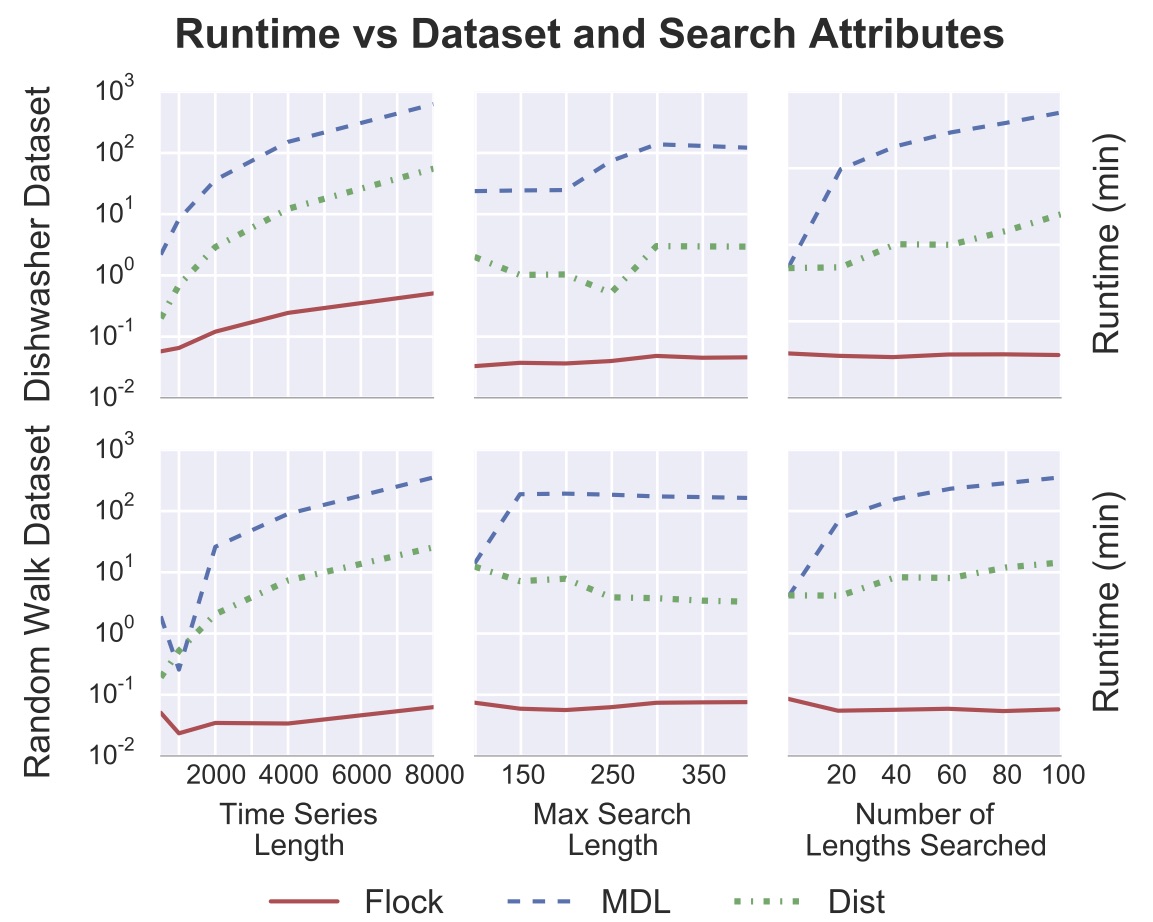 Runtime vs Dataset and Search Attributes
Dishwasher Dataset
10^3
10^2
10^1
10^0
10^-1
10^-2
Runtime (min)
Random Walk Dataset
10^3
10^2
10^1
10^0
10^-1
10^-2
Runtime (min)
2000 4000 6000 8000
150 250 350
20 40 60 80 100
Time Series
Length
Max Search
Length
Number of
Lengths Searched
Flock MDL Dist